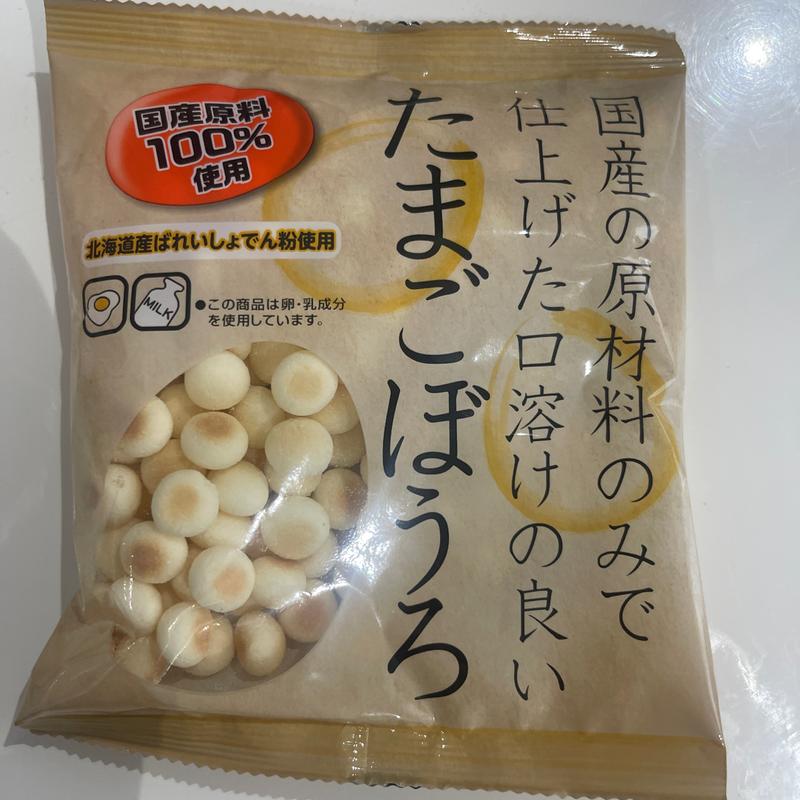 国産の原材料のみで
仕上げた口溶けの良い
たまごぼうろ
国産原料
100%
使用
北海道産ばれいしょでん粉使用
MILK
●この商品は卵・乳成分
を使用しています。